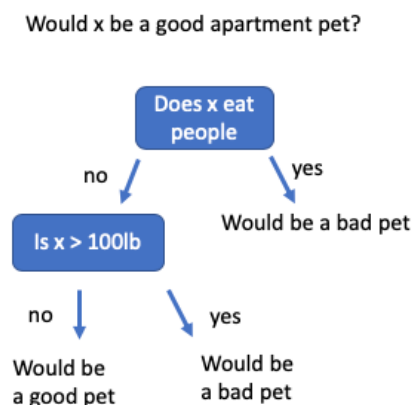 Would x be a good apartment pet?
Does x eat
people
no
yes
Would be a bad pet
Is x > 100lb
no
yes
Would be
a good pet
Would be
a bad pet